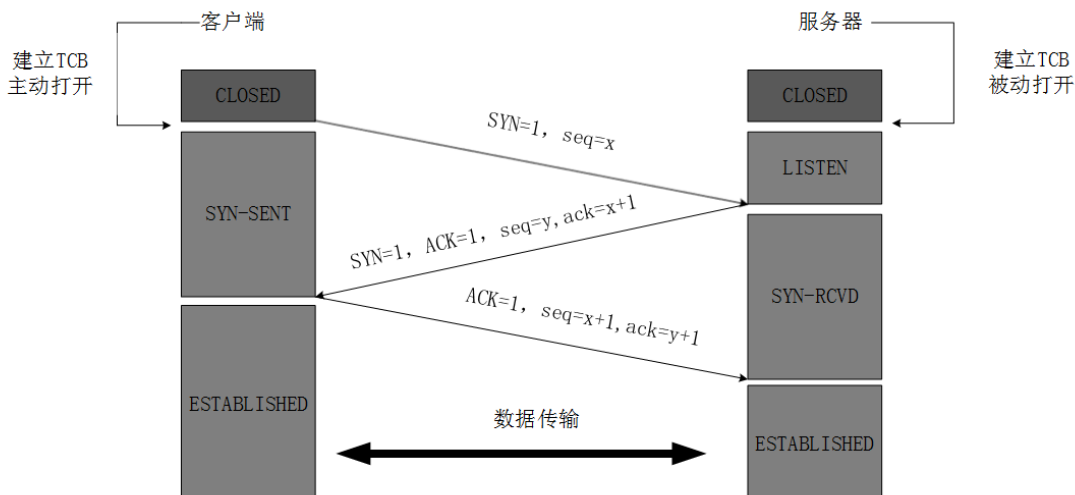 客户端
服务器
建立TCB
主动打开
建立TCB
被动打开
CLOSED
CLOSED
SYN=1, seq=x
LISTEN
SYN-SENT
SYN=1, ACK=1, seq=y,ack=x+1
SYN-RCVD
ACK=1, seq=x+1,ack=y+1
ESTABLISHED
数据传输
ESTABLISHED